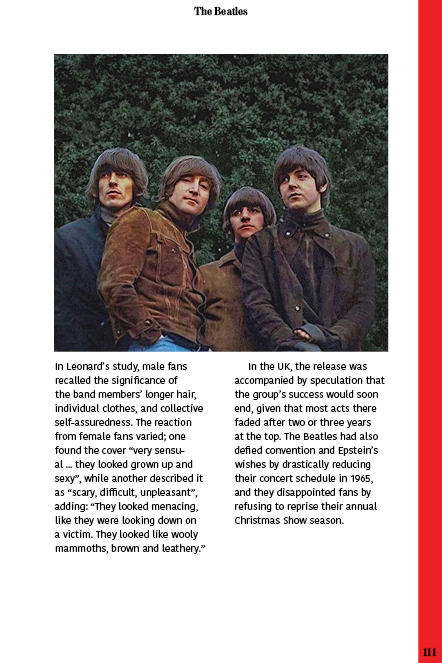 The Beatles
In Leonard's study, male fans
recalled the significance of
the band members' longer hair,
individual clothes, and collective
self-assuredness. The reaction
from female fans varied; one
found the cover “very sensu-
al ... they looked grown up and
sexy”, while another described it
as “scary, difficult, unpleasant”,
adding: “They looked menacing,
like they were looking down on
a victim. They looked like wooly
mammoths, brown and leathery.”
In the UK, the release was
accompanied by speculation that
the group's success would soon
end, given that most acts there
faded after two or three years
at the top. The Beatles had also
defied convention and Epstein's
wishes by drastically reducing
their concert schedule in 1965,
and they disappointed fans by
refusing to reprise their annual
Christmas Show season.
111